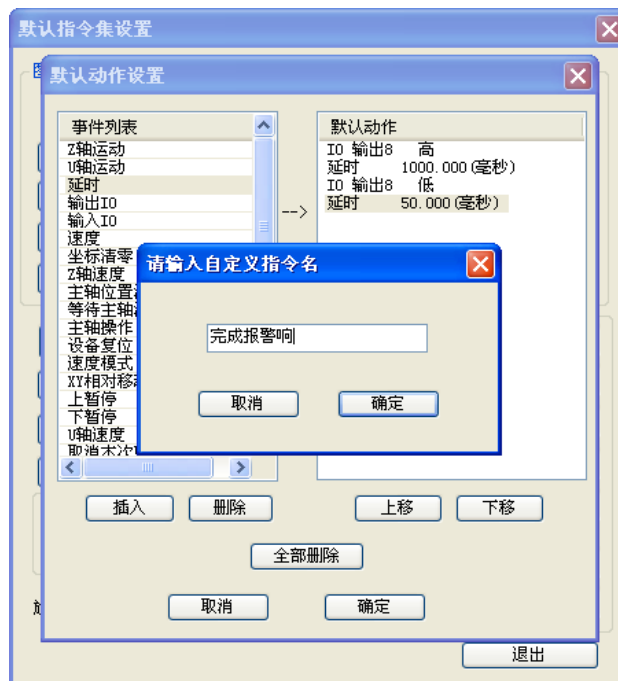 默认指令集设置
默认动作设置
事件列表
Z轴运动
U轴运动
延时
输出IO
输入IO
速度
坐标清零
Z轴速度
主轴位置
等待主轴
主轴操作
设备复位
速度模式
XY相对移
上暂停
下暂停
U轴速度
取消末次
-->
默认动作
IO 输出8 高
延时 1000.000(毫秒)
IO 输出8 低
延时 50.000(毫秒)
请输入自定义指令名
完成报警响
取消 确定
插入 删除 上移 下移
全部删除
取消 确定
退出